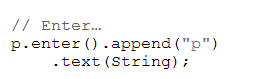 // Enter…
p.enter().append("p")
    .text(String);